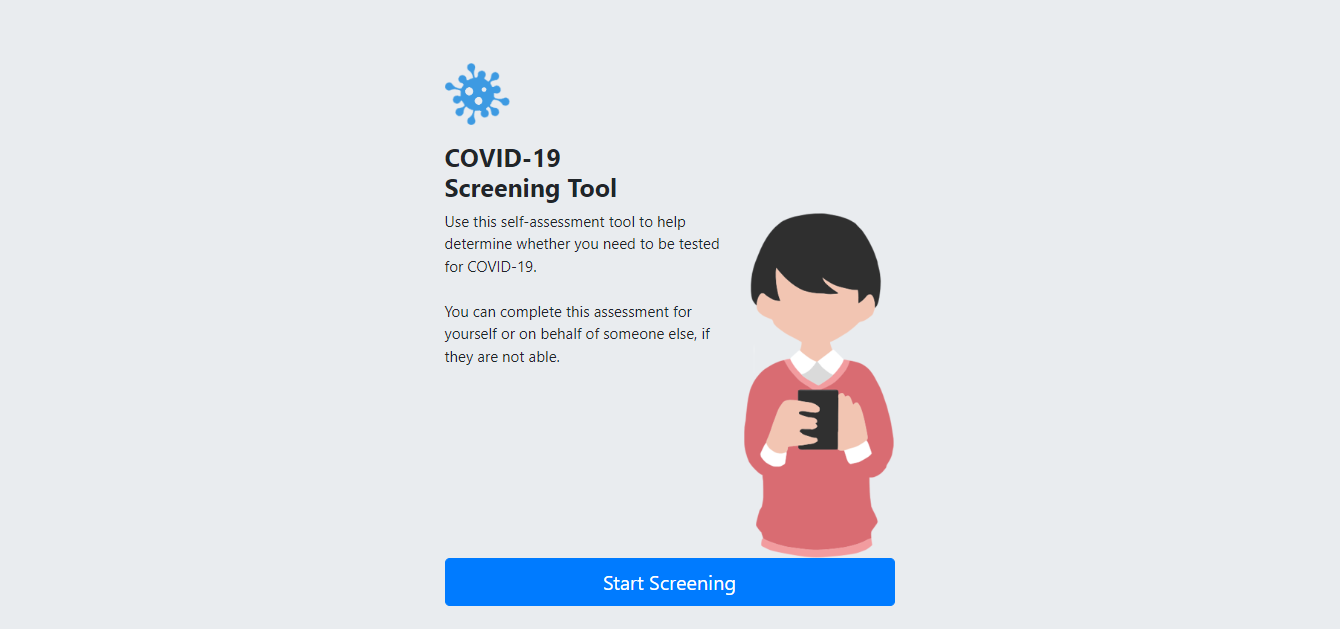 COVID-19
Screening Tool
Use this self-assessment tool to help
determine whether you need to be tested
for COVID-19.
You can complete this assessment for
yourself or on behalf of someone else, if
they are not able.
Start Screening